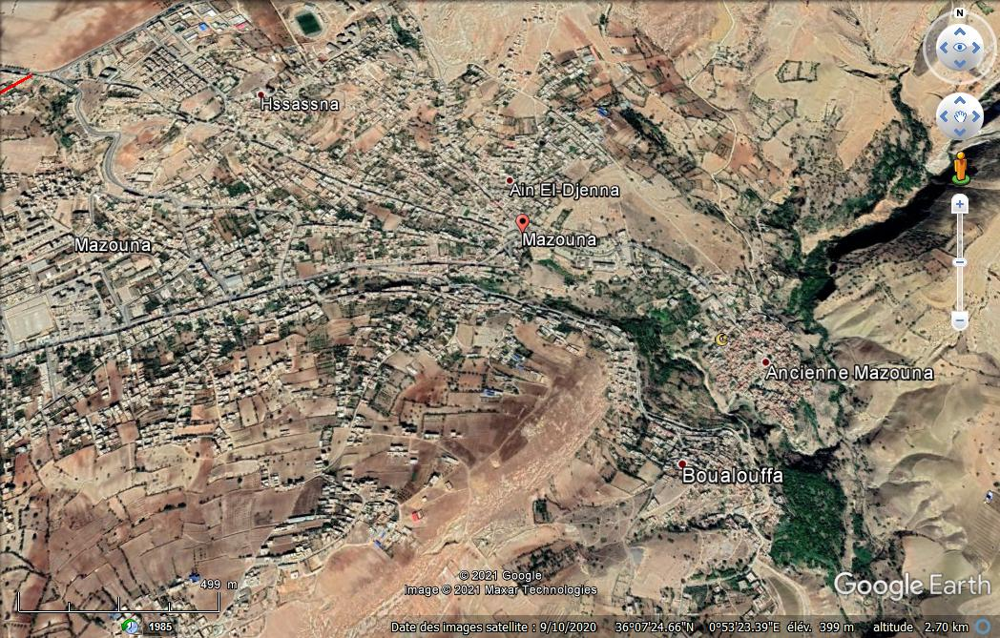 N
Hssassna
Ain El-Djenna
Mazouna
Mazouna
Ancienne Mazouna
Boualouffa
499 m
© 2021 Google
Image © 2021 Maxar Technologies
Google Earth
1985
Date des images satellite : 9/10/2020 36°07'24.66"N 0°53'23.39"E élév. 399 m altitude 2.70 km